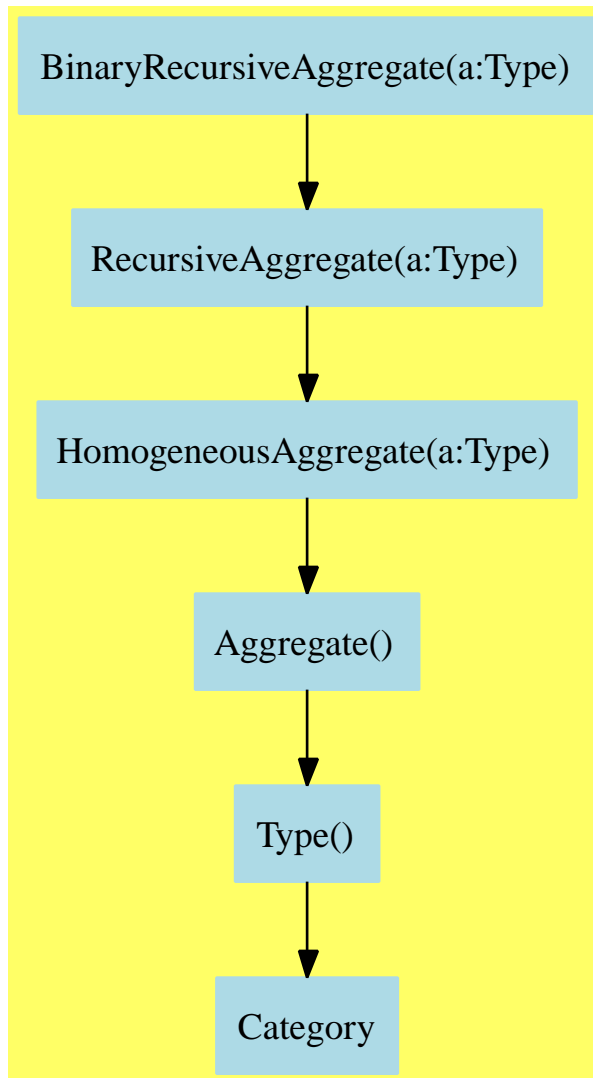 BinaryRecursiveAggregate(a:Type)
RecursiveAggregate(a:Type)
HomogeneousAggregate(a:Type)
Aggregate()
Type()
Category